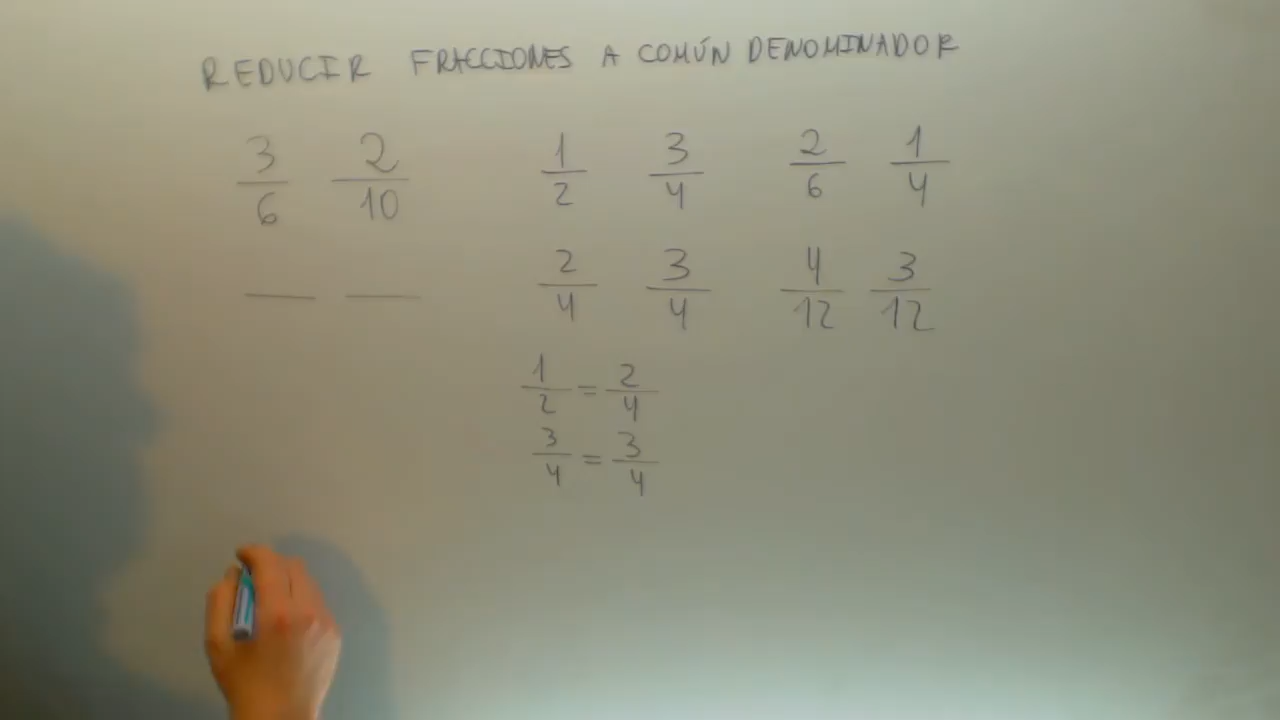 REDUCIR FRACCIONES A COMÚN DENOMINADOR
3/6 2/10 1/2 3/4 2/6 1/4
2/4 3/4 4/12 3/12
1/2 = 2/4
3/4 = 3/4